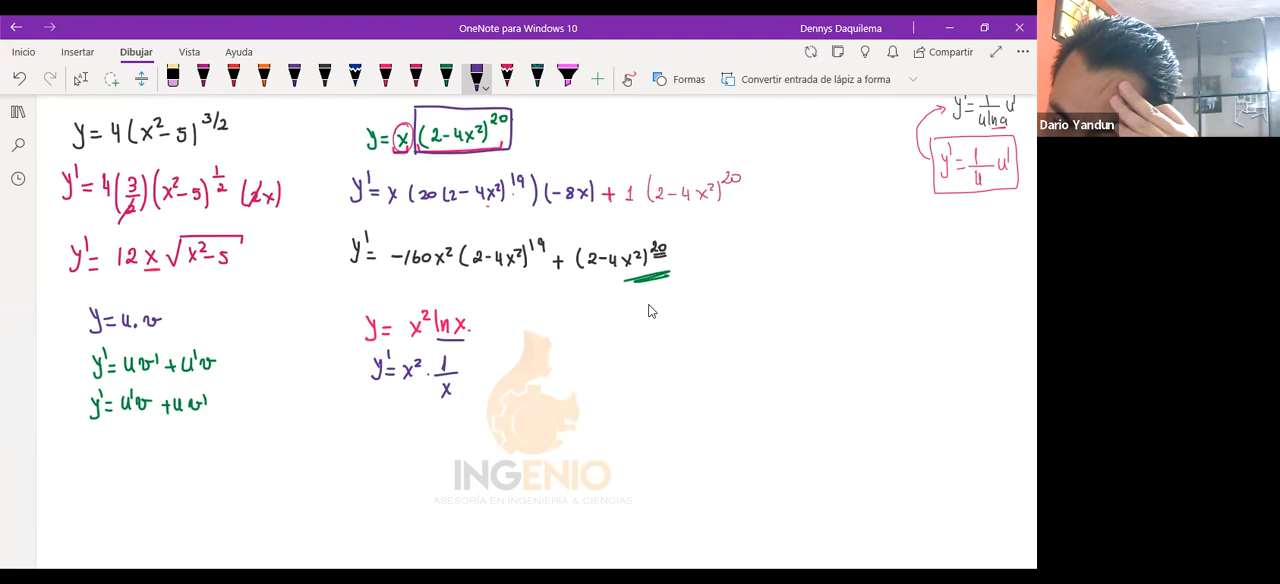 OneNote para Windows 10
Dennys Daquilema
Inicio Insertar Dibujar Vista Ayuda
Compartir
Formas
Convertir entrada de lápiz a forma
Dario Yandun
y = 4(x²-5)^3/2
y' = 4(3/2)(x²-5)^1/2 (2x)
y' = 12x√x²-5
y = u.v
y' = uv' + u'v
y' = u'v + uv'
y = x(2-4x²)^20
y' = x (20(2-4x²)^19)(-8x) + 1(2-4x²)^20
y' = -160x²(2-4x²)^19 + (2-4x²)^20
y = x² ln x.
y' = x² · 1/x
y' = 1/(u ln a) u'
y' = 1/u u'
INGENIO
ASESORÍA EN INGENIERÍA & CIENCIAS